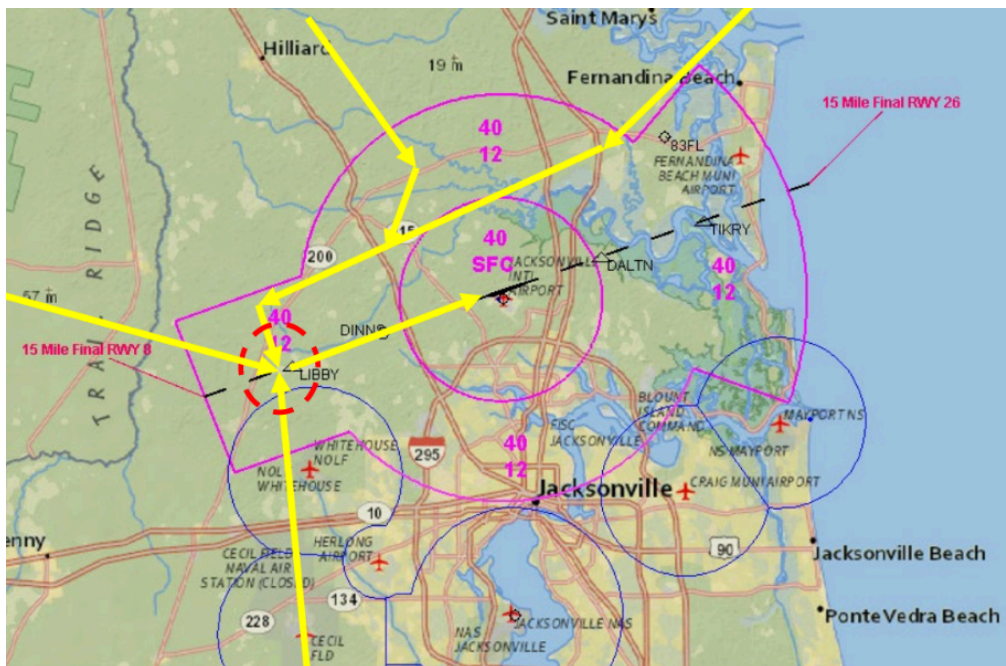 Saint Marys
Hilliard
19 m
Fernandina Beach
15 Mile Final RWY 26
40
12
83FL
FERNANDINA
BEACH MUNI
AIRPORT
TRAIL RIDGE
15
200
40
SFC
JACKSONVILLE
INTL
AIRPORT
TIKRY
DALTN
40
12
57 m
40
12
DINN
15 Mile Final RWY 8
LIBBY
BLOUNT
ISLAND
COMMAND
MAYPORT NS
NS MAYPORT
FISC
JACKSONVILLE
40
12
295
WHITEHOUSE
NOLF
NOL
WHITEHOUSE
CRAIG MUNI AIRPORT
Jacksonville
10
90
enny
HERLONG
AIRPORT
CECIL FIELD
NAVAL AIR
STATION (CLOSED)
Jacksonville Beach
134
228
CECIL
FLD
NAS
JACKSONVILLE
JACKSONVILLE NAS
Ponte Vedra Beach